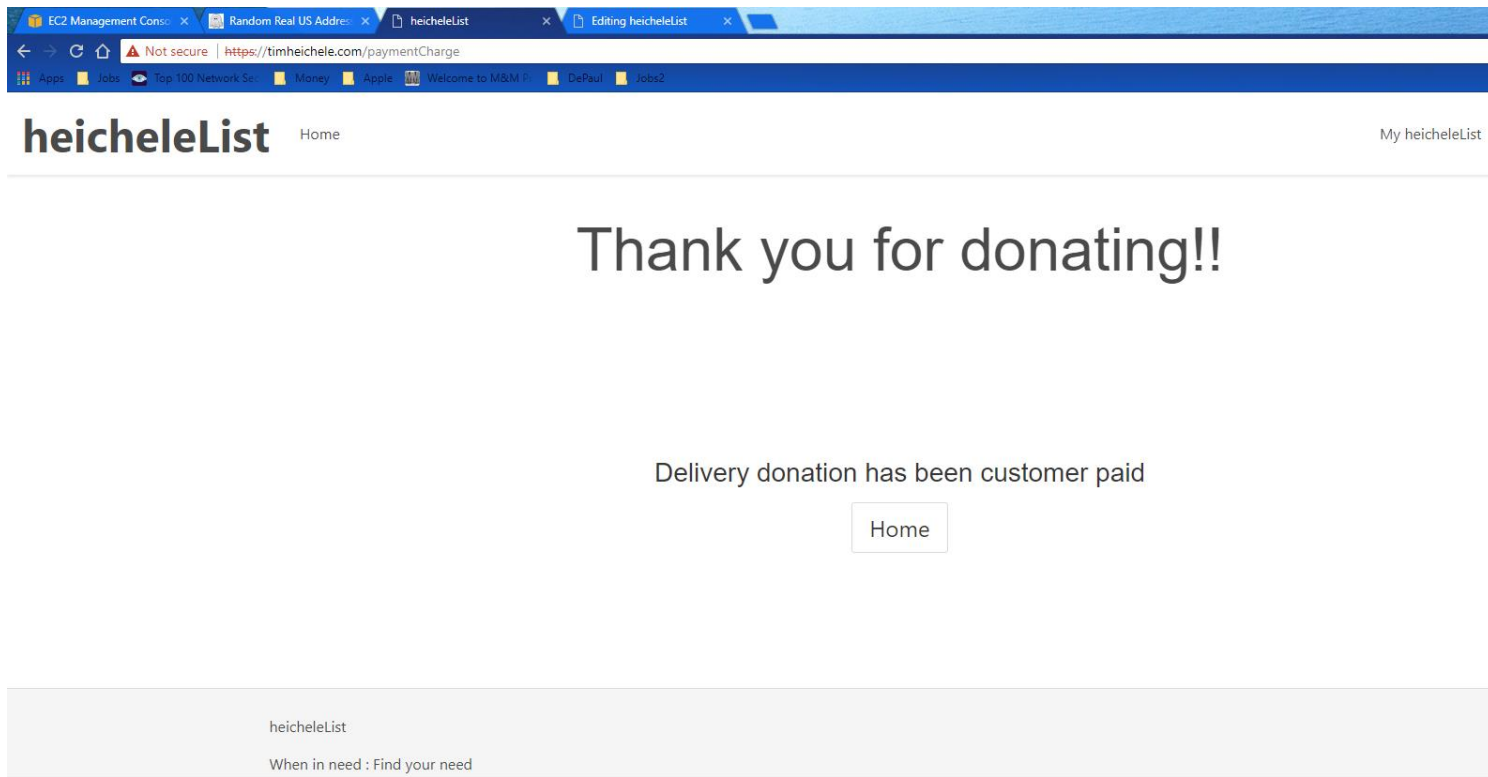 EC2 Management Conso
Random Real US Address
heicheleList
Editing heicheleList
Not secure | https://timheichele.com/paymentCharge
Apps Jobs Top 100 Network Sec Money Apple Welcome to M&M P DePaul Jobs2
heicheleList Home My heicheleList
Thank you for donating!!
Delivery donation has been customer paid
Home
heicheleList
When in need : Find your need